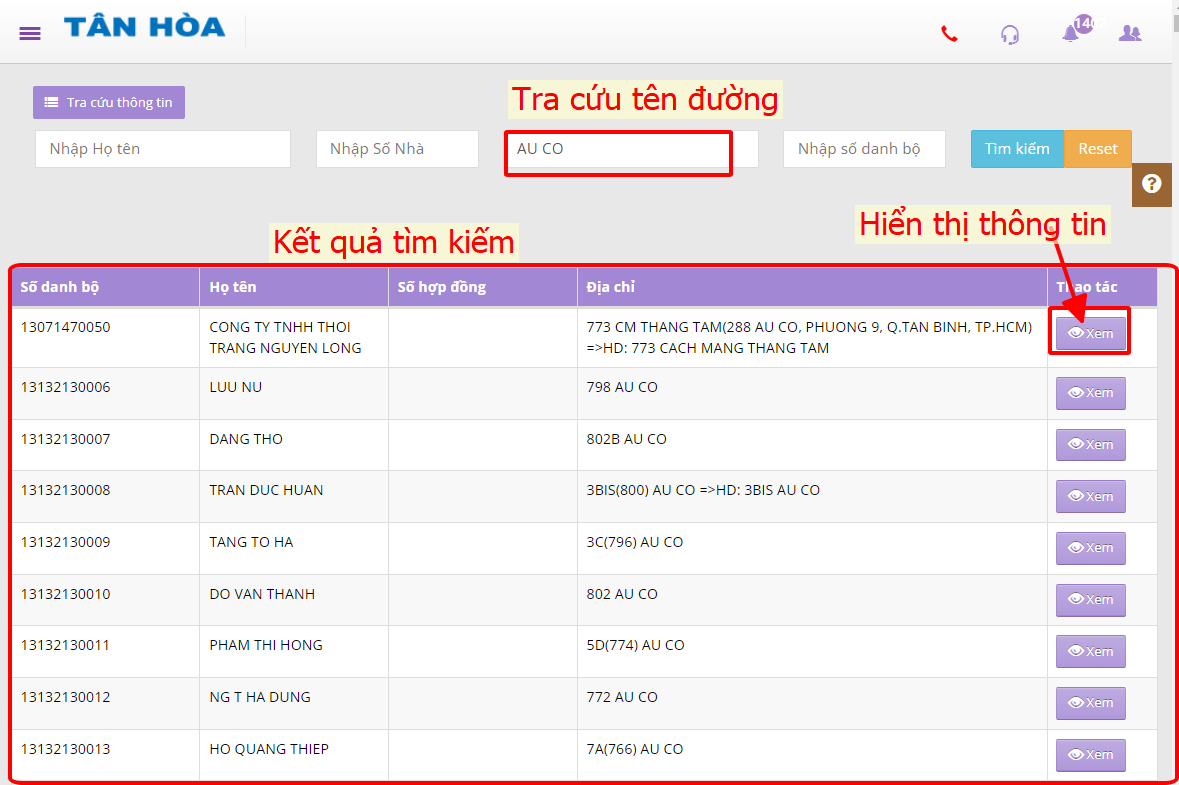 TÂN HÒA
140
Tra cứu thông tin
Tra cứu tên đường
Nhập Họ tên
Nhập Số Nhà
AU CO
Nhập số danh bộ
Tìm kiếm
Reset
?
Hiển thị thông tin
Kết quả tìm kiếm
Số danh bộ Họ tên Số hợp đồng Địa chỉ Thao tác
13071470050 CONG TY TNHH THOI 773 CM THANG TAM(288 AU CO, PHUONG 9, Q.TAN BINH, TP.HCM) Xem
TRANG NGUYEN LONG =>HD: 773 CACH MANG THANG TAM
13132130006 LUU NU 798 AU CO Xem
13132130007 DANG THO 802B AU CO Xem
13132130008 TRAN DUC HUAN 3BIS(800) AU CO =>HD: 3BIS AU CO Xem
13132130009 TANG TO HA 3C(796) AU CO Xem
13132130010 DO VAN THANH 802 AU CO Xem
13132130011 PHAM THI HONG 5D(774) AU CO Xem
13132130012 NG T HA DUNG 772 AU CO Xem
13132130013 HO QUANG THIEP 7A(766) AU CO Xem